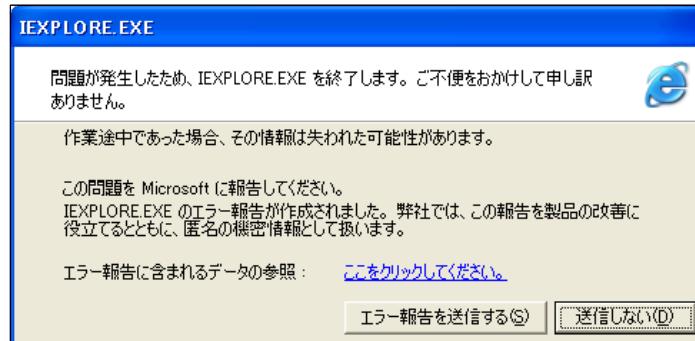 IEXPLORE.EXE
問題が発生したため、IEXPLORE.EXE を終了します。ご不便をおかけして申し訳
ありません。
作業途中であった場合、その情報は失われた可能性があります。
この問題を Microsoft に報告してください。
IEXPLORE.EXE のエラー報告が作成されました。弊社では、この報告を製品の改善に
役立てるとともに、匿名の機密情報として扱います。
エラー報告に含まれるデータの参照： ここをクリックしてください。
エラー報告を送信する(S) 送信しない(D)